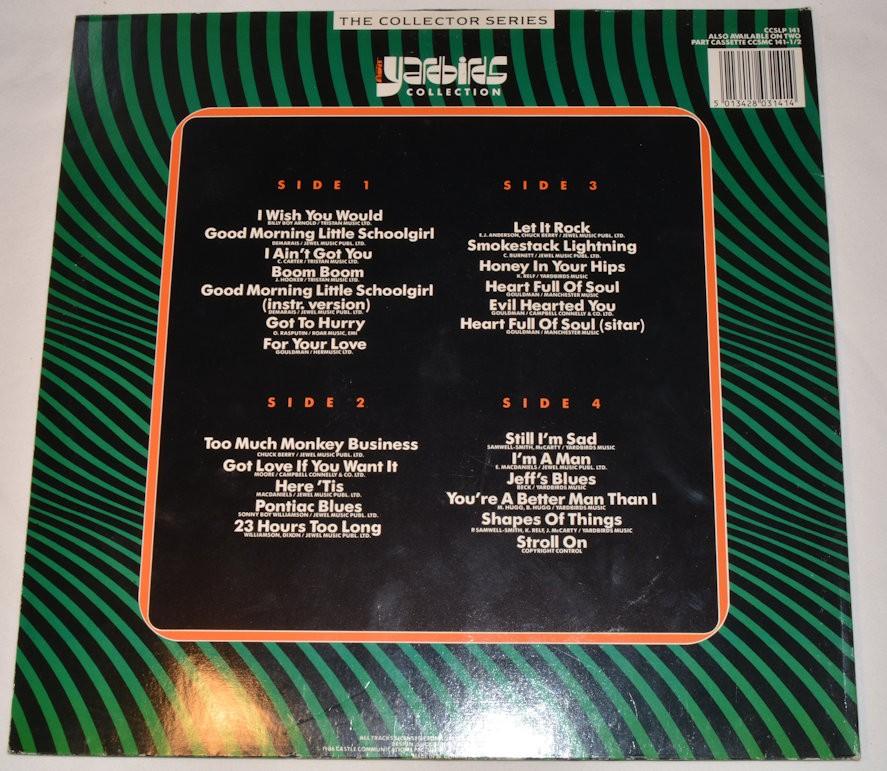 THE COLLECTOR SERIES
CCSLP 141
ALSO AVAILABLE ON TWO
PART CASSETTE CCSMC 141-1/2
5 013428 031414
THE Yardbirds
COLLECTION
SIDE 1
I Wish You Would
BILLY BOY ARNOLD / TRISTAN MUSIC LTD.
Good Morning Little Schoolgirl
DEMARAIS / JEWEL MUSIC PUBL. LTD.
I Ain't Got You
C. CARTER / TRISTAN MUSIC LTD.
Boom Boom
J. HOOKER / TRISTAN MUSIC LTD.
Good Morning Little Schoolgirl
(instr. version)
DEMARAIS / JEWEL MUSIC PUBL. LTD.
Got To Hurry
O. RASPUTIN / ROAR MUSIC, EMI
For Your Love
GOULDMAN / HERMUSIC LTD.
SIDE 2
Too Much Monkey Business
CHUCK BERRY / JEWEL MUSIC PUBL. LTD.
Got Love If You Want It
MOORE / CAMPBELL CONNELLY & CO. LTD.
Here 'Tis
MACDANIELS / JEWEL MUSIC PUBL. LTD.
Pontiac Blues
SONNY BOY WILLIAMSON / JEWEL MUSIC PUBL. LTD.
23 Hours Too Long
WILLIAMSON, DIXON / JEWEL MUSIC PUBL. LTD.
SIDE 3
Let It Rock
E.J. ANDERSON, CHUCK BERRY / JEWEL MUSIC PUBL. LTD.
Smokestack Lightning
C. BURNETT / JEWEL MUSIC PUBL. LTD.
Honey In Your Hips
K. RELF / YARDBIRDS MUSIC
Heart Full Of Soul
GOULDMAN / MANCHESTER MUSIC
Evil Hearted You
GOULDMAN / CAMPBELL CONNELLY & CO. LTD.
Heart Full Of Soul (sitar)
GOULDMAN / MANCHESTER MUSIC
SIDE 4
Still I'm Sad
SAMWELL-SMITH, McCARTY / YARDBIRDS MUSIC
I'm A Man
E. MACDANIELS / JEWEL MUSIC PUBL. LTD.
Jeff's Blues
BECK / YARDBIRDS MUSIC
You're A Better Man Than I
M. HUGG, B. HUGG / YARDBIRDS MUSIC
Shapes Of Things
P. SAMWELL-SMITH, K. RELF, J. McCARTY / YARDBIRDS MUSIC
Stroll On
COPYRIGHT CONTROL
ALL TRACKS
DESIGN
1986 CASTLE COMMUNICATIONS